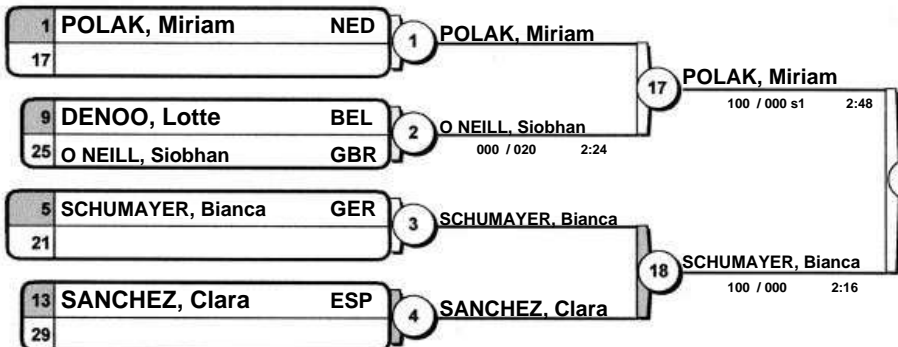 1 POLAK, Miriam NED
17
1 POLAK, Miriam
17 POLAK, Miriam
100 / 000 s1 2:48
9 DENOO, Lotte BEL
25 O NEILL, Siobhan GBR
2 O NEILL, Siobhan
000 / 020 2:24
5 SCHUMAYER, Bianca GER
21
3 SCHUMAYER, Bianca
18 SCHUMAYER, Bianca
100 / 000 2:16
13 SANCHEZ, Clara ESP
29
4 SANCHEZ, Clara